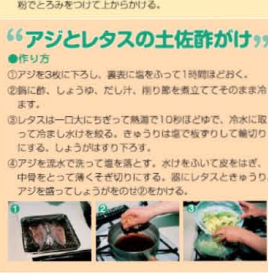 粉でとろみをつけて上からかける。
“アジとレタスの土佐酢がけ”
●作り方
①アジを3枚に下ろし、裏表に塩をふって1時間ほどおく。
②鍋に酢、しょうゆ、だし汁、削り節を煮立ててそのまま冷
ます。
③レタスは一口大にちぎって熱湯で10秒ほどゆで、冷水に取
って冷まし水けを絞る。きゅうりは塩で板ずりして輪切り
にする。しょうがはすり下ろす。
④アジを流水で洗って塩を落とす。水けをふいて皮をはぎ、
中骨をとって薄くそぎ切りにする。器にレタスときゅうり、
アジを盛ってしょうがをのせ②をかける。
1
2
3